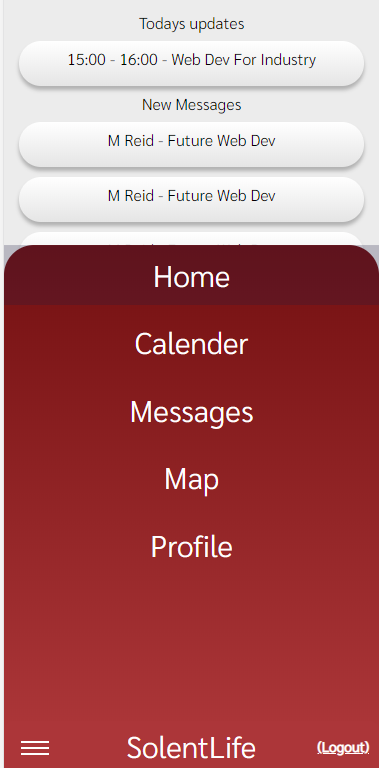 Todays updates
15:00 - 16:00 - Web Dev For Industry
New Messages
M Reid - Future Web Dev
M Reid - Future Web Dev
Home
Calender
Messages
Map
Profile
SolentLife
(Logout)